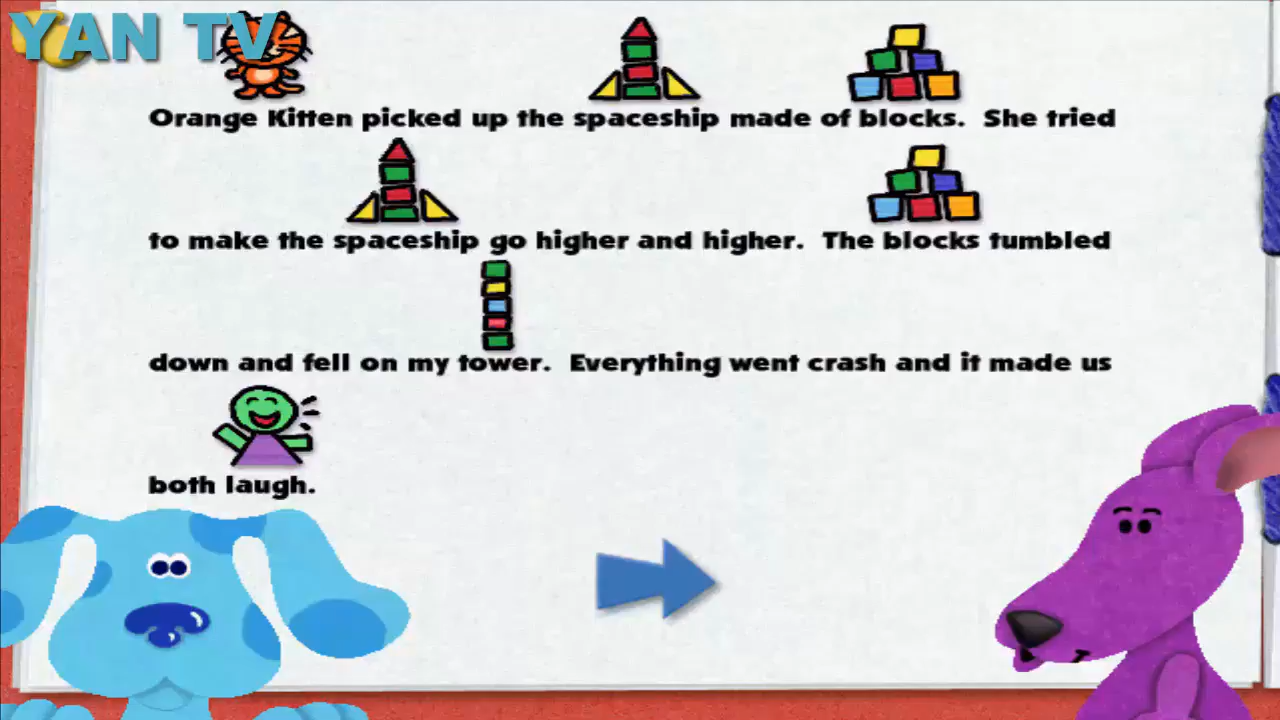 YAN TV
Orange Kitten picked up the spaceship made of blocks. She tried
to make the spaceship go higher and higher. The blocks tumbled
down and fell on my tower. Everything went crash and it made us
both laugh.